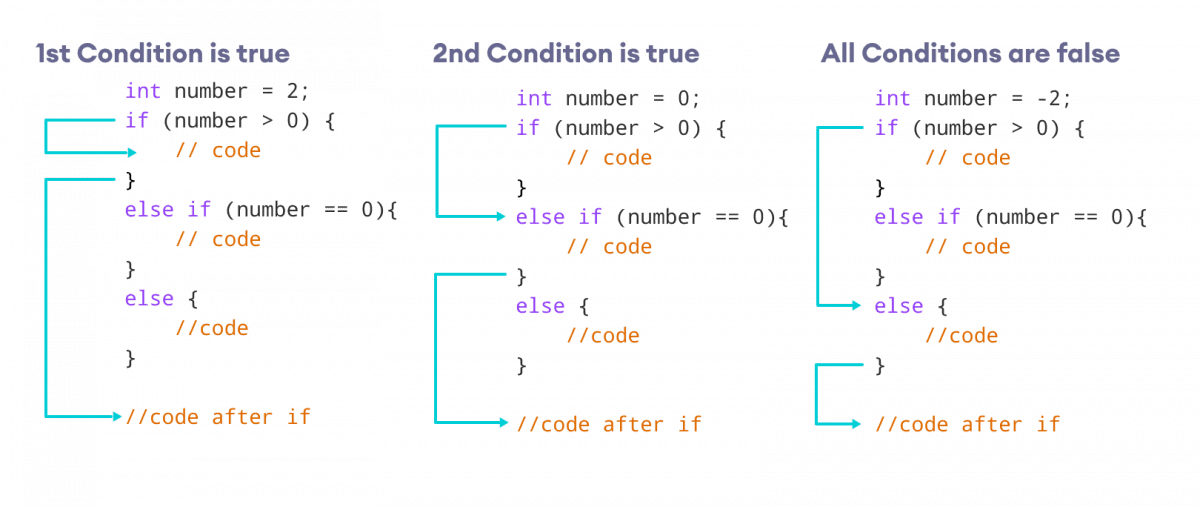 1st Condition is true
int number = 2;
if (number > 0) {
// code
}
else if (number == 0){
// code
}
else {
//code
}
//code after if
2nd Condition is true
int number = 0;
if (number > 0) {
// code
}
else if (number == 0){
// code
}
else {
//code
}
//code after if
All Conditions are false
int number = -2;
if (number > 0) {
// code
}
else if (number == 0){
// code
}
else {
//code
}
//code after if